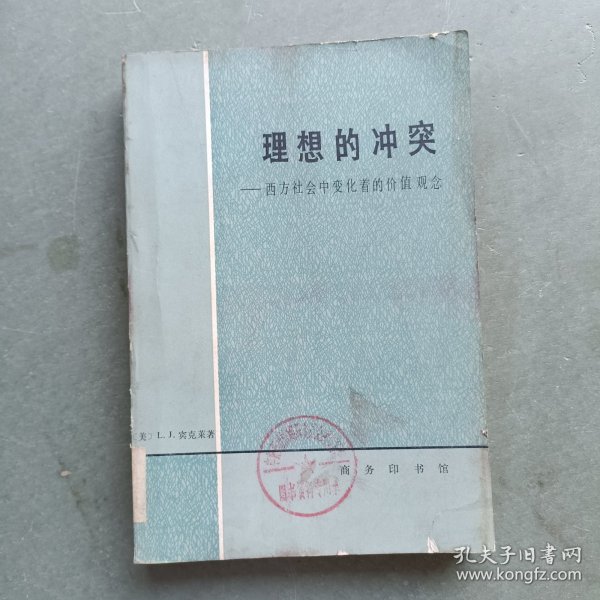 理想的冲突
——西方社会中变化着的价值观念
〔美〕L.J.宾克莱著
商务印书馆
孔夫子旧书网
www.kongfz.com